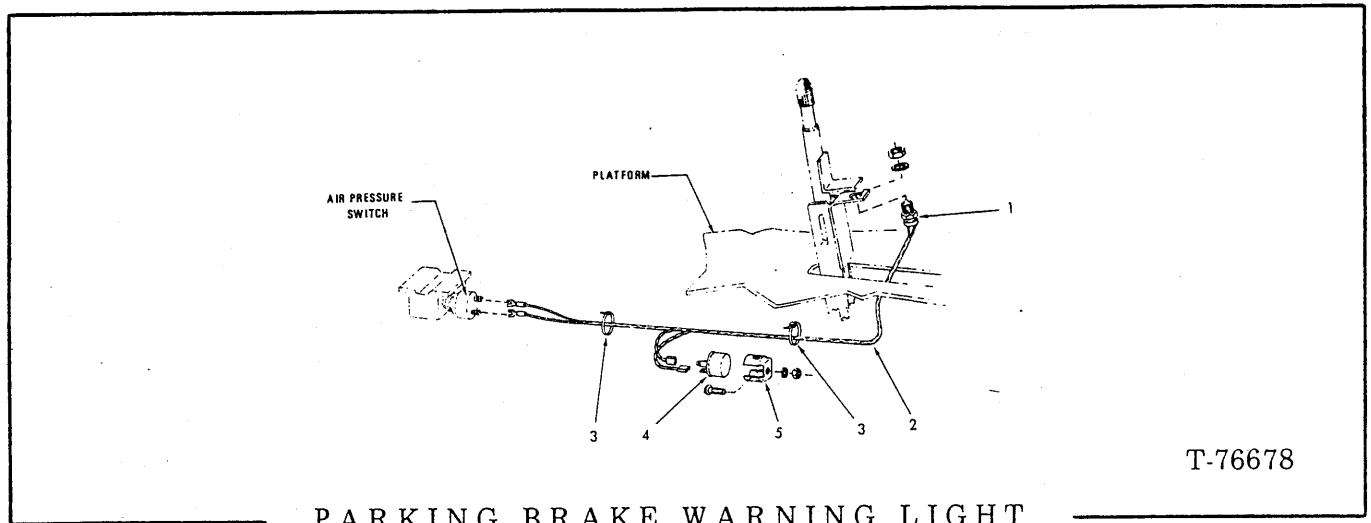 PLATFORM
AIR PRESSURE
SWITCH
1
3
4
5
3
2
T-76678
PARKING BRAKE WARNING LIGHT